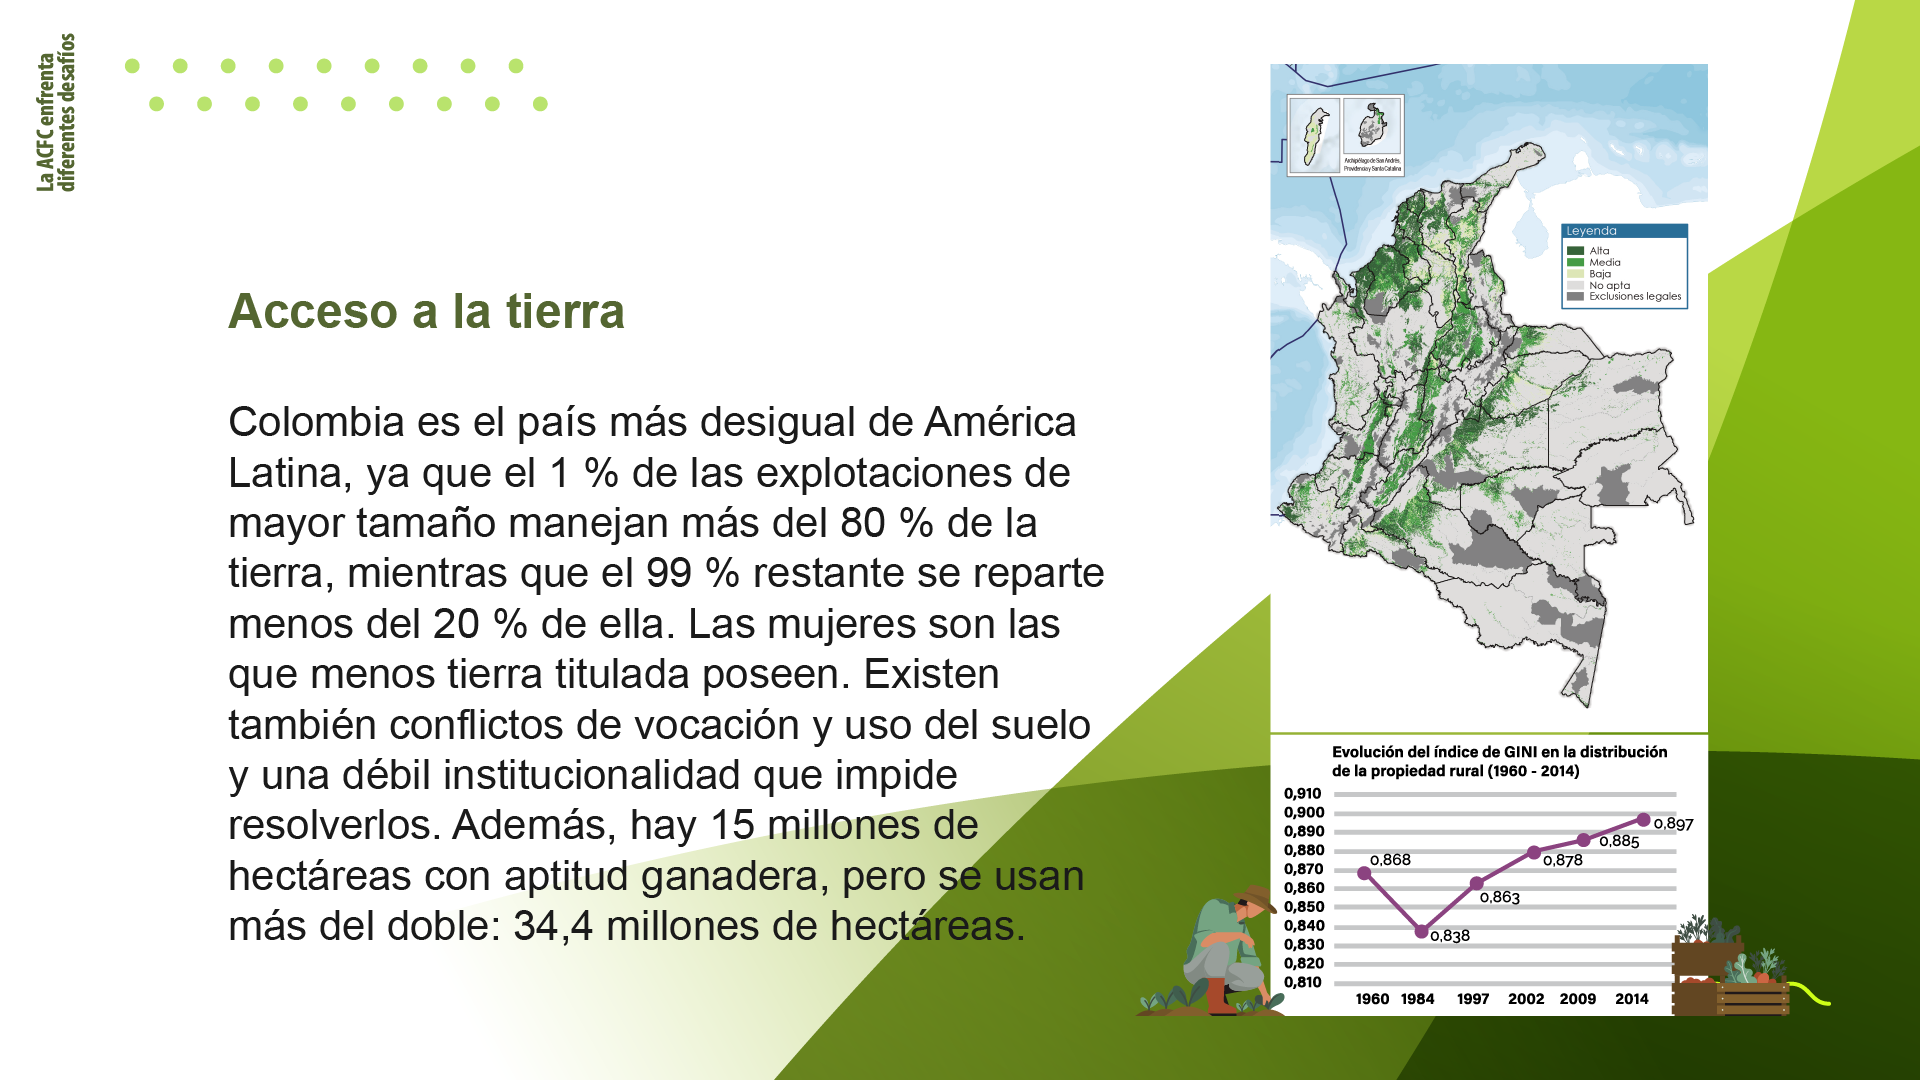 La ACFC enfrenta
diferentes desafíos
Acceso a la tierra
Colombia es el país más desigual de América
Latina, ya que el 1 % de las explotaciones de
mayor tamaño manejan más del 80 % de la
tierra, mientras que el 99 % restante se reparte
menos del 20 % de ella. Las mujeres son las
que menos tierra titulada poseen. Existen
también conflictos de vocación y uso del suelo
y una débil institucionalidad que impide
resolverlos. Además, hay 15 millones de
hectáreas con aptitud ganadera, pero se usan
más del doble: 34,4 millones de hectáreas.
Archipiélago de San Andrés,
Providencia y Santa Catalina
Leyenda
Alta
Media
Baja
No apta
Exclusiones legales
Evolución del índice de GINI en la distribución
de la propiedad rural (1960 - 2014)
0,910
0,900
0,890
0,880
0,870
0,860
0,850
0,840
0,830
0,820
0,810
0,868
0,838
0,863
0,878
0,885
0,897
1960 1984 1997 2002 2009 2014